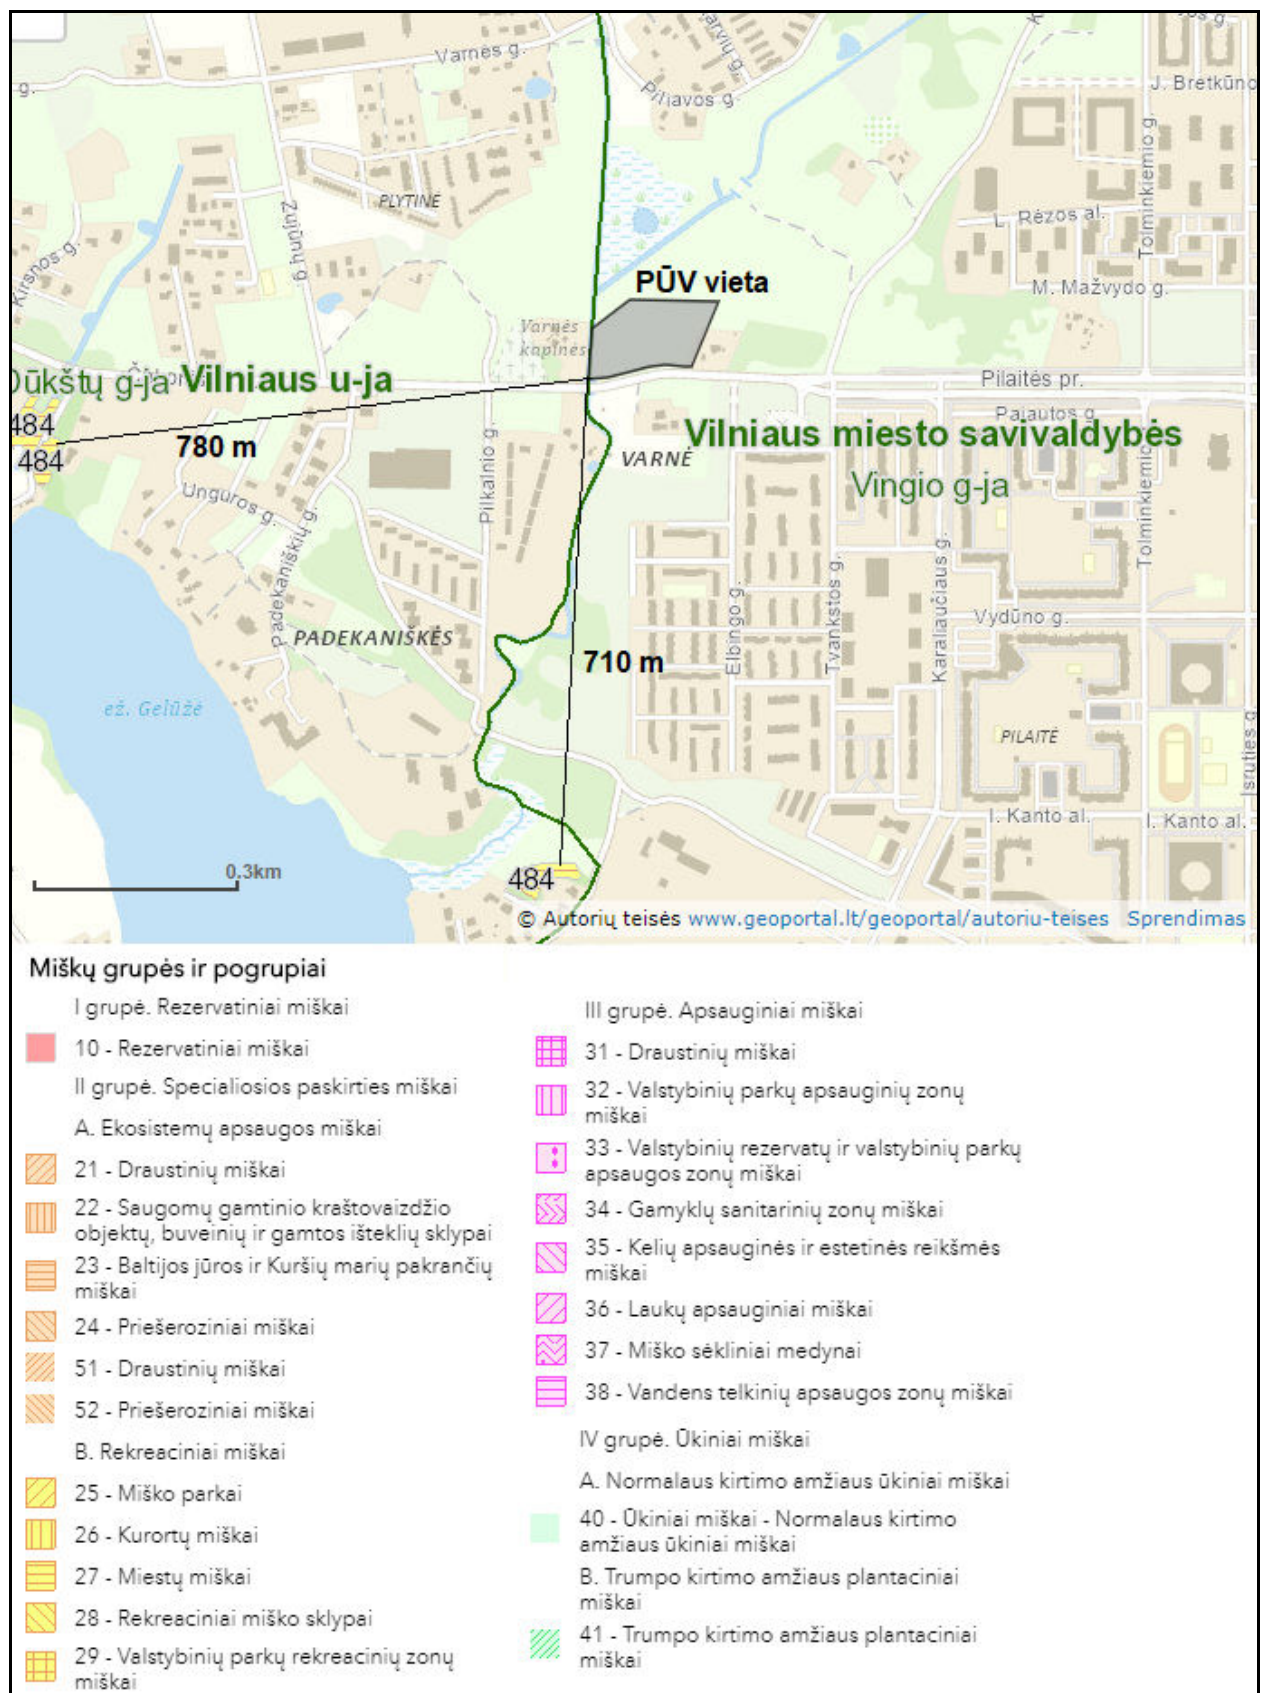 Varnės g.
Piliavos g.
g.
J. Bretkūno
PLYTINĖ
Žuginų g.
Tolminkiemio g.
L. Rėzos al.
Kirsnos g.
M. Mažvydo g.
PŪV vieta
Varnės
kapinės
Dūkštų g-ja
Vilniaus u-ja
Pilaitės pr.
Pajautos g.
484
484
780 m
Vilniaus miesto savivaldybės
VARNĖ
Vingio g-ja
Pilkalnio g.
Unguros g.
Padekaniškių g.
Tolminkiemio
Elbingo g.
Tvankstos g.
Karaliaučiaus g.
Vydūno g.
PADEKANIŠKĖS
710 m
ež. Gelūžė
PILAITĖ
Isruties g.
I. Kanto al.
I. Kanto al.
0.3km
484
© Autorių teisės www.geoportal.lt/geoportal/autoriu-teises Sprendimas
Miškų grupės ir pogrupiai
I grupė. Rezervatiniai miškai
10 - Rezervatiniai miškai
II grupė. Specialiosios paskirties miškai
A. Ekosistemų apsaugos miškai
21 - Draustinių miškai
22 - Saugomų gamtinio kraštovaizdžio
objektų, buveinių ir gamtos išteklių sklypai
23 - Baltijos jūros ir Kuršių marių pakrančių
miškai
24 - Priešeroziniai miškai
51 - Draustinių miškai
52 - Priešeroziniai miškai
B. Rekreaciniai miškai
25 - Miško parkai
26 - Kurortų miškai
27 - Miestų miškai
28 - Rekreaciniai miško sklypai
29 - Valstybinių parkų rekreacinių zonų
miškai
III grupė. Apsauginiai miškai
31 - Draustinių miškai
32 - Valstybinių parkų apsauginių zonų
miškai
33 - Valstybinių rezervatų ir valstybinių parkų
apsaugos zonų miškai
34 - Gamyklų sanitarinių zonų miškai
35 - Kelių apsauginės ir estetinės reikšmės
miškai
36 - Laukų apsauginiai miškai
37 - Miško sėkliniai medynai
38 - Vandens telkinių apsaugos zonų miškai
IV grupė. Ūkiniai miškai
A. Normalaus kirtimo amžiaus ūkiniai miškai
40 - Ūkiniai miškai - Normalaus kirtimo
amžiaus ūkiniai miškai
B. Trumpo kirtimo amžiaus plantaciniai
miškai
41 - Trumpo kirtimo amžiaus plantaciniai
miškai